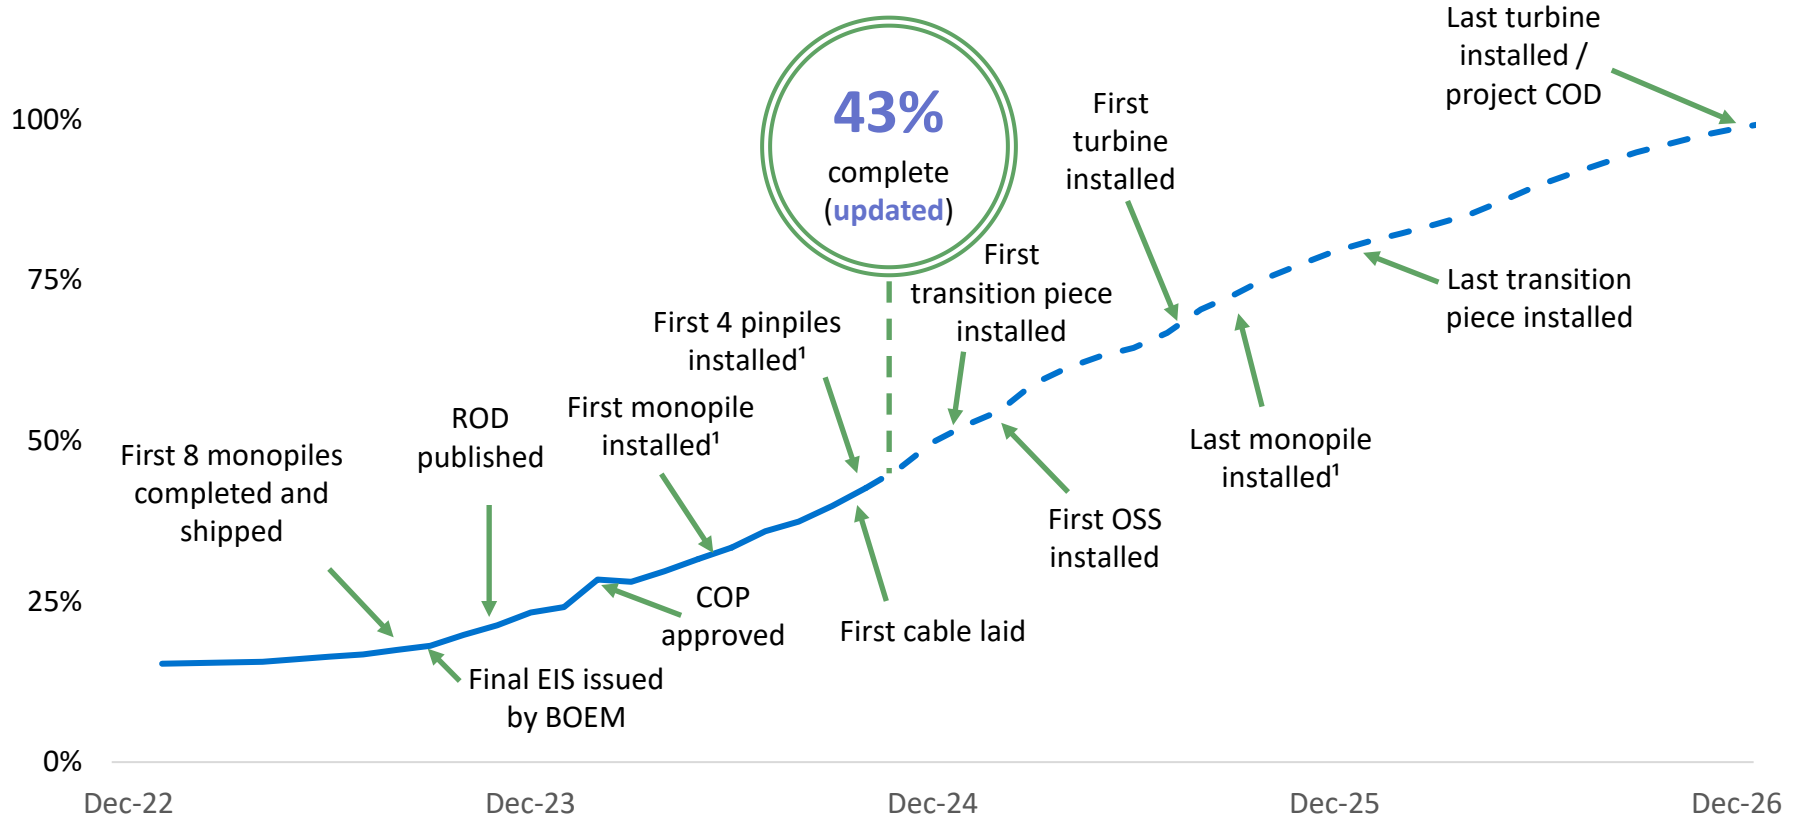 Last turbine
installed /
project COD
43%
complete
(updated)
First
turbine
installed
100%
First
transition piece
installed
75%
Last transition
piece installed
First 4 pinpiles
installed¹
First monopile
installed¹
ROD
published
50%
Last monopile
installed¹
First 8 monopiles
completed and
shipped
First OSS
installed
25%
COP
approved
First cable laid
Final EIS issued
by BOEM
0%
Dec-22
Dec-23
Dec-24
Dec-25
Dec-26